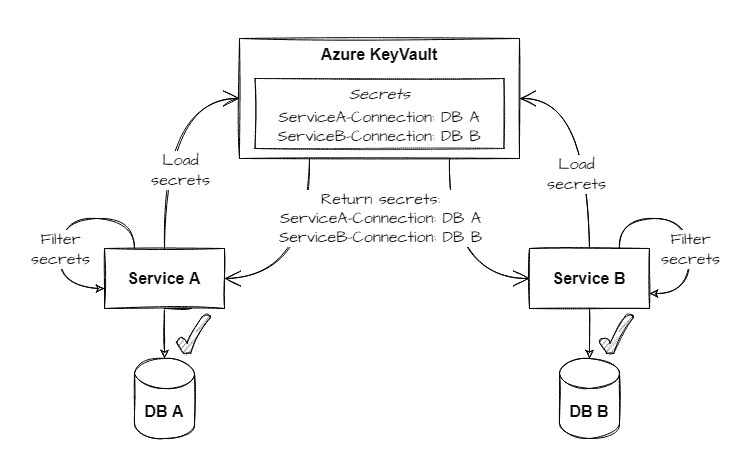 Azure KeyVault
Secrets
ServiceA-Connection: DB A
ServiceB-Connection: DB B
Load
secrets
Load
secrets
Return secrets:
ServiceA-Connection: DB A
ServiceB-Connection: DB B
Filter
secrets
Filter
secrets
Service A
Service B
DB A
DB B